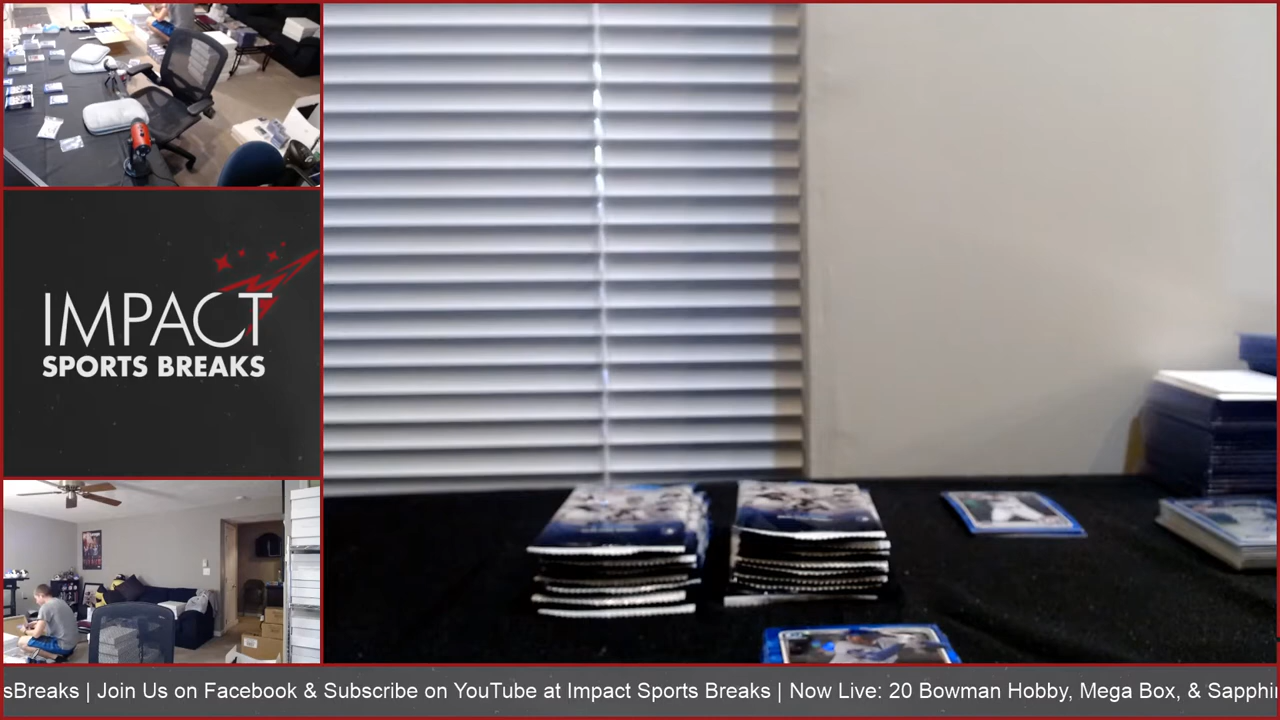 IMPACT
SPORTS BREAKS
sBreaks | Join Us on Facebook & Subscribe on YouTube at Impact Sports Breaks | Now Live: 20 Bowman Hobby, Mega Box, & Sapphi